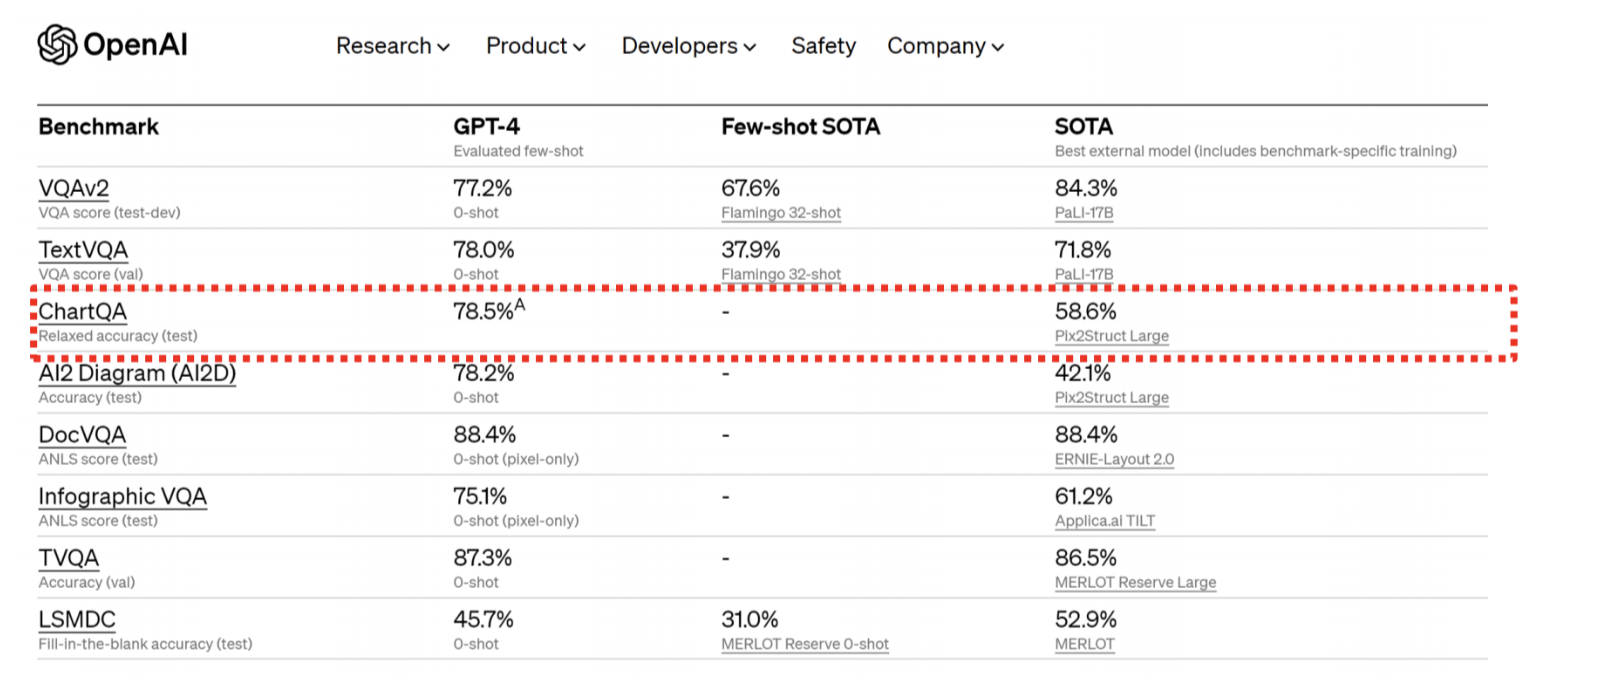 OpenAI Research Product Developers Safety Company
Benchmark GPT-4 Few-shot SOTA SOTA
Evaluated few-shot Best external model (includes benchmark-specific training)
VQAv2 77.2% 67.6% 84.3%
VQA score (test-dev) 0-shot Flamingo 32-shot PaLI-17B
TextVQA 78.0% 37.9% 71.8%
VQA score (val) 0-shot Flamingo 32-shot PaLI-17B
ChartQA 78.5%A - 58.6%
Relaxed accuracy (test) Pix2Struct Large
AI2 Diagram (AI2D) 78.2% - 42.1%
Accuracy (test) 0-shot Pix2Struct Large
DocVQA 88.4% - 88.4%
ANLS score (test) 0-shot (pixel-only) ERNIE-Layout 2.0
Infographic VQA 75.1% - 61.2%
ANLS score (test) 0-shot (pixel-only) Applica.ai TILT
TVQA 87.3% - 86.5%
Accuracy (val) 0-shot MERLOT Reserve Large
LSMDC 45.7% 31.0% 52.9%
Fill-in-the-blank accuracy (test) 0-shot MERLOT Reserve 0-shot MERLOT